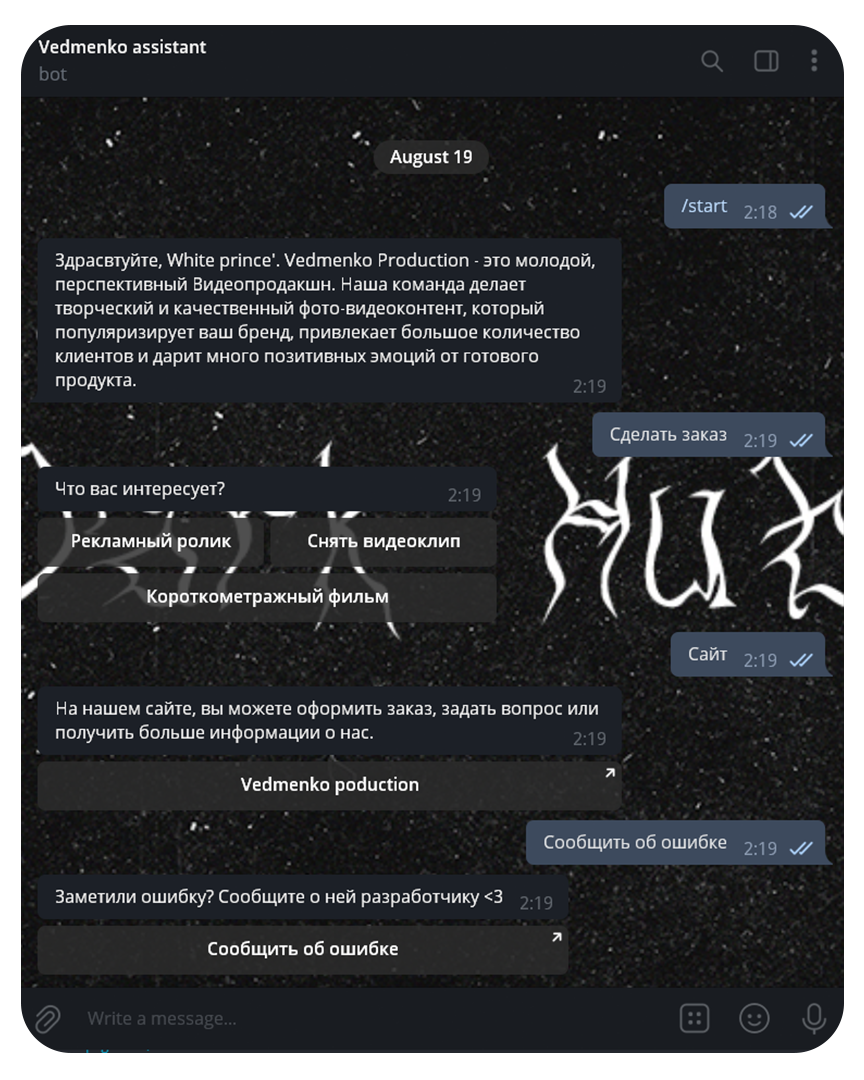 Vedmenko assistant
bot
August 19
/start 2:18
Здрасвтуйте, White prince'. Vedmenko Production - это молодой,
перспективный Видеопродакшн. Наша команда делает
творческий и качественный фото-видеоконтент, который
популяризирует ваш бренд, привлекает большое количество
клиентов и дарит много позитивных эмоций от готового
продукта. 2:19
Сделать заказ 2:19
Что вас интересует? 2:19
Рекламный ролик Снять видеоклип
Короткометражный фильм
Сайт 2:19
На нашем сайте, вы можете оформить заказ, задать вопрос или
получить больше информации о нас. 2:19
Vedmenko poduction
Сообщить об ошибке 2:19
Заметили ошибку? Сообщите о ней разработчику <3 2:19
Сообщить об ошибке
Write a message...